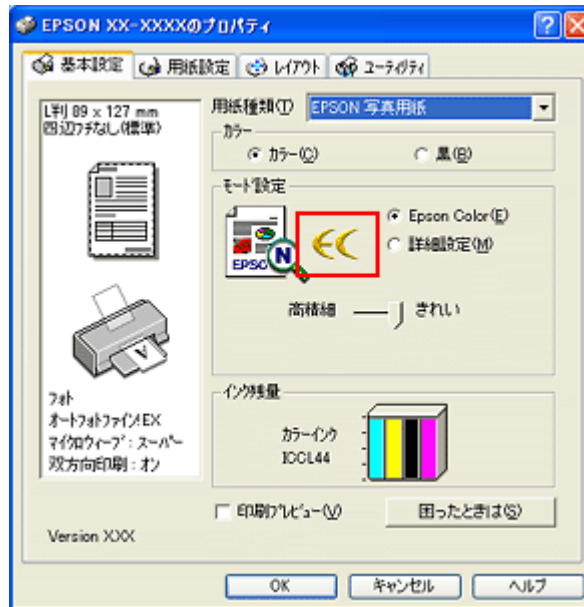 EPSON XX-XXXXのプロパティ
基本設定 用紙設定 レイアウト ユーティリティ
L判 89 x 127 mm
四辺フチなし(標準)
用紙種類(T) EPSON 写真用紙
カラー
カラー(C) 黒(B)
モード設定
EPSO N
EC
Epson Color(E)
詳細設定(M)
高精細 きれい
フォト
オートフォトファイン!EX
マイクロウィーブ : スーパー
双方向印刷 : オン
インク残量
カラーインク
ICCL44
印刷プレビュー(V) 困ったときは(S)
Version XXX
OK キャンセル ヘルプ